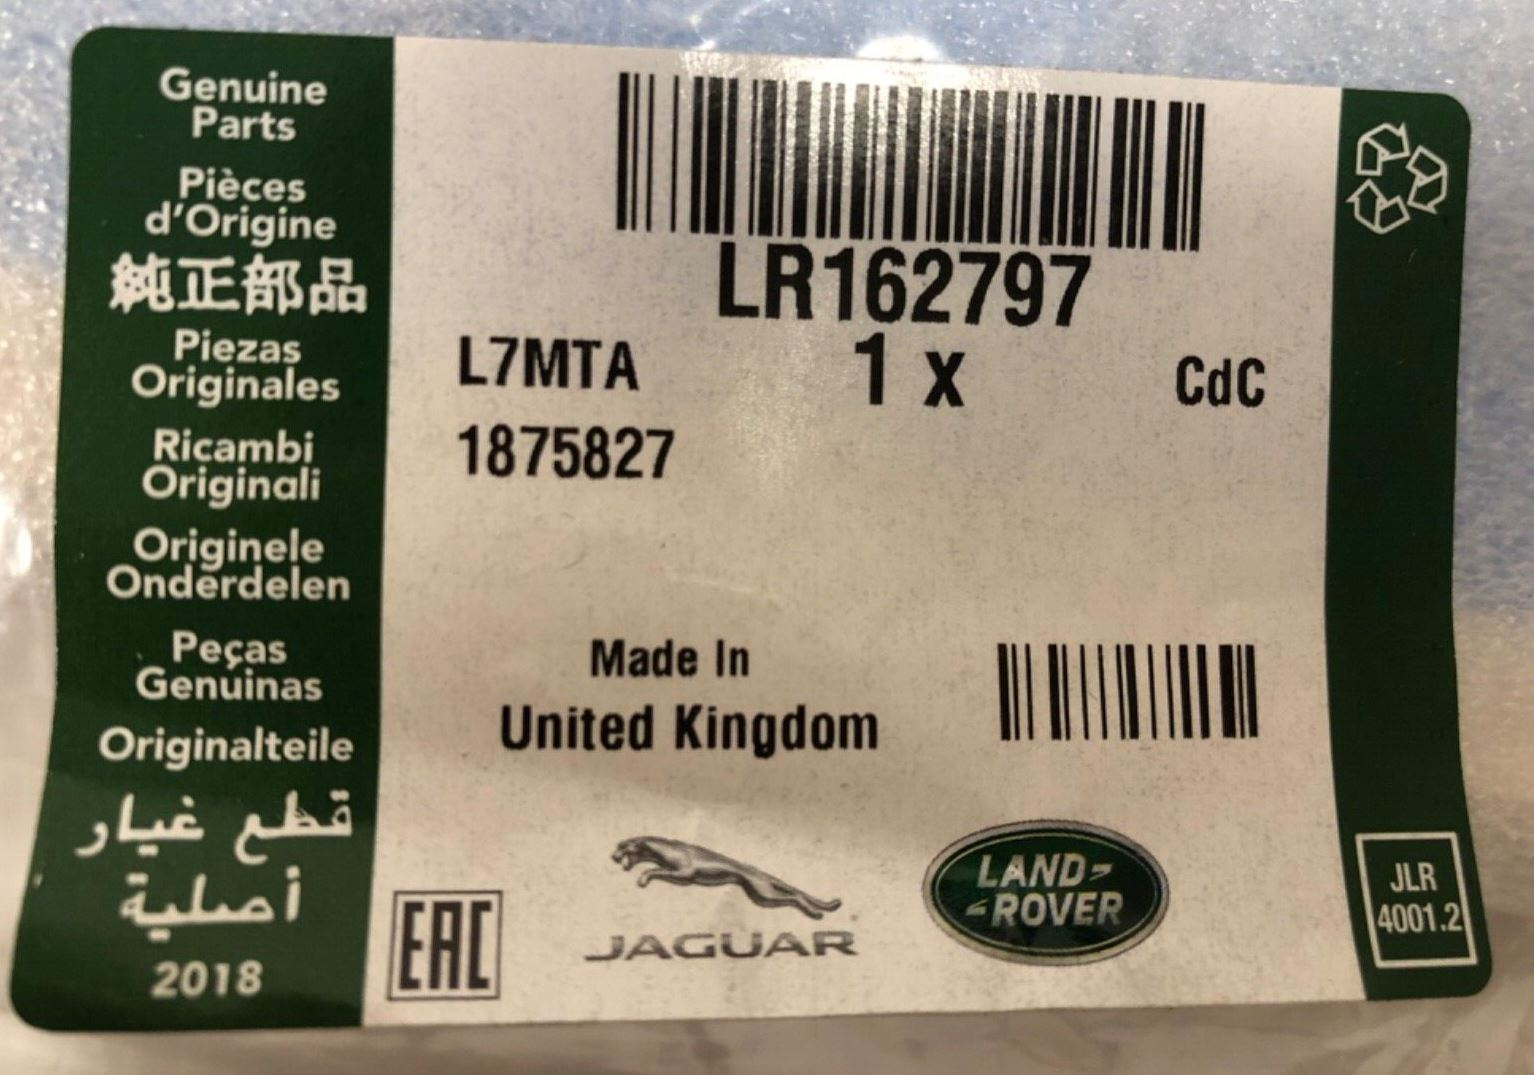 Genuine
Parts
Pièces
d'Origine
純正部品
Piezas
Originales
Ricambi
Originali
Originele
Onderdelen
Peças
Genuinas
Originalteile
قطع غيار
أصلية
2018
LR162797
L7MTA 1 x CdC
1875827
Made In
United Kingdom
EAC
JAGUAR
LAND-
-ROVER
JLR
4001.2